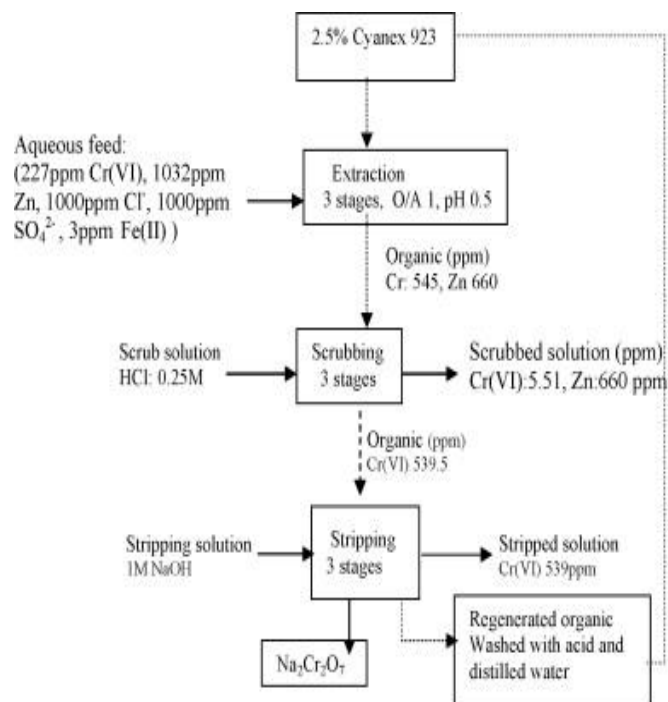 2.5% Cyanex 923
Aqueous feed:
(227ppm Cr(VI), 1032ppm
Zn, 1000ppm Cl⁻, 1000ppm
SO₄²⁻, 3ppm Fe(II) )
Extraction
3 stages, O/A 1, pH 0.5
Organic (ppm)
Cr: 545, Zn 660
Scrub solution
HCl: 0.25M
Scrubbing
3 stages
Scrubbed solution (ppm)
Cr(VI):5.51, Zn:660 ppm
Organic (ppm)
Cr(VI) 539.5
Stripping solution
1M NaOH
Stripping
3 stages
Stripped solution
Cr(VI) 539ppm
Regenerated organic
Washed with acid and
distilled water
Na₂Cr₂O₇